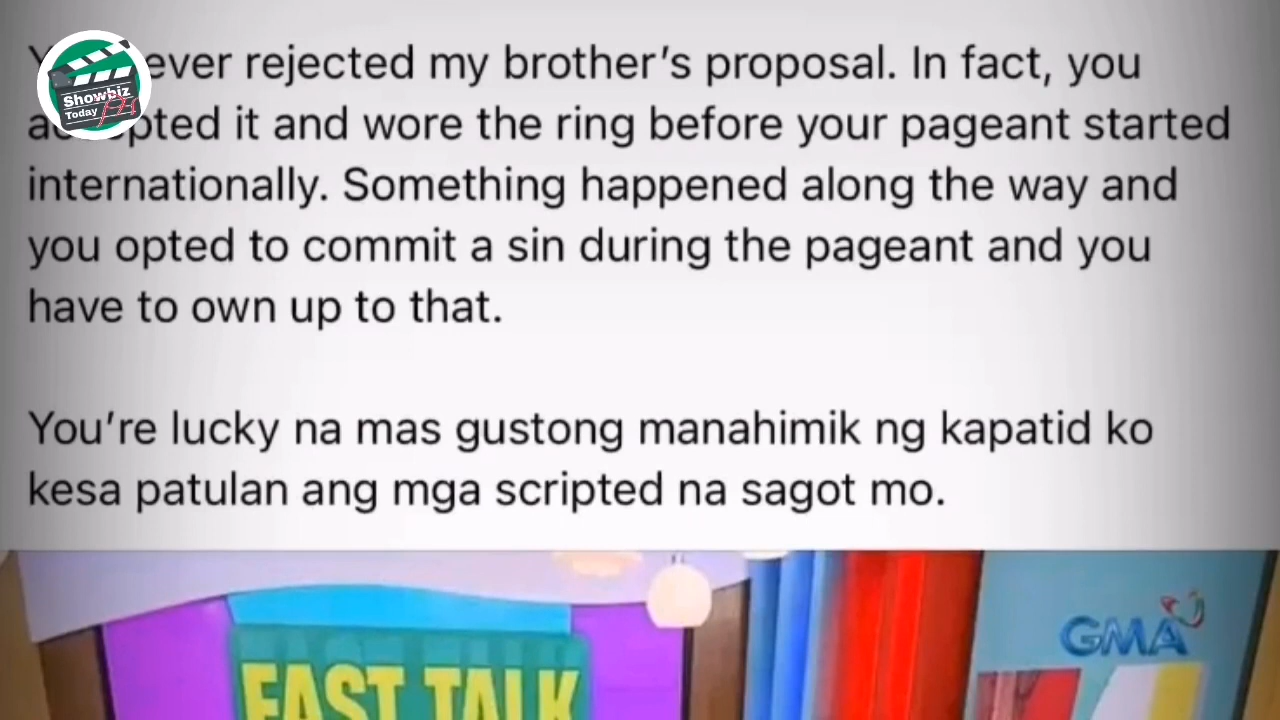 Showbiz
Today PH
ever rejected my brother's proposal. In fact, you
it and wore the ring before your pageant started
internationally. Something happened along the way and
you opted to commit a sin during the pageant and you
have to own up to that.
You're lucky na mas gustong manahimik ng kapatid ko
kesa patulan ang mga scripted na sagot mo.
FAST TALK
GMA